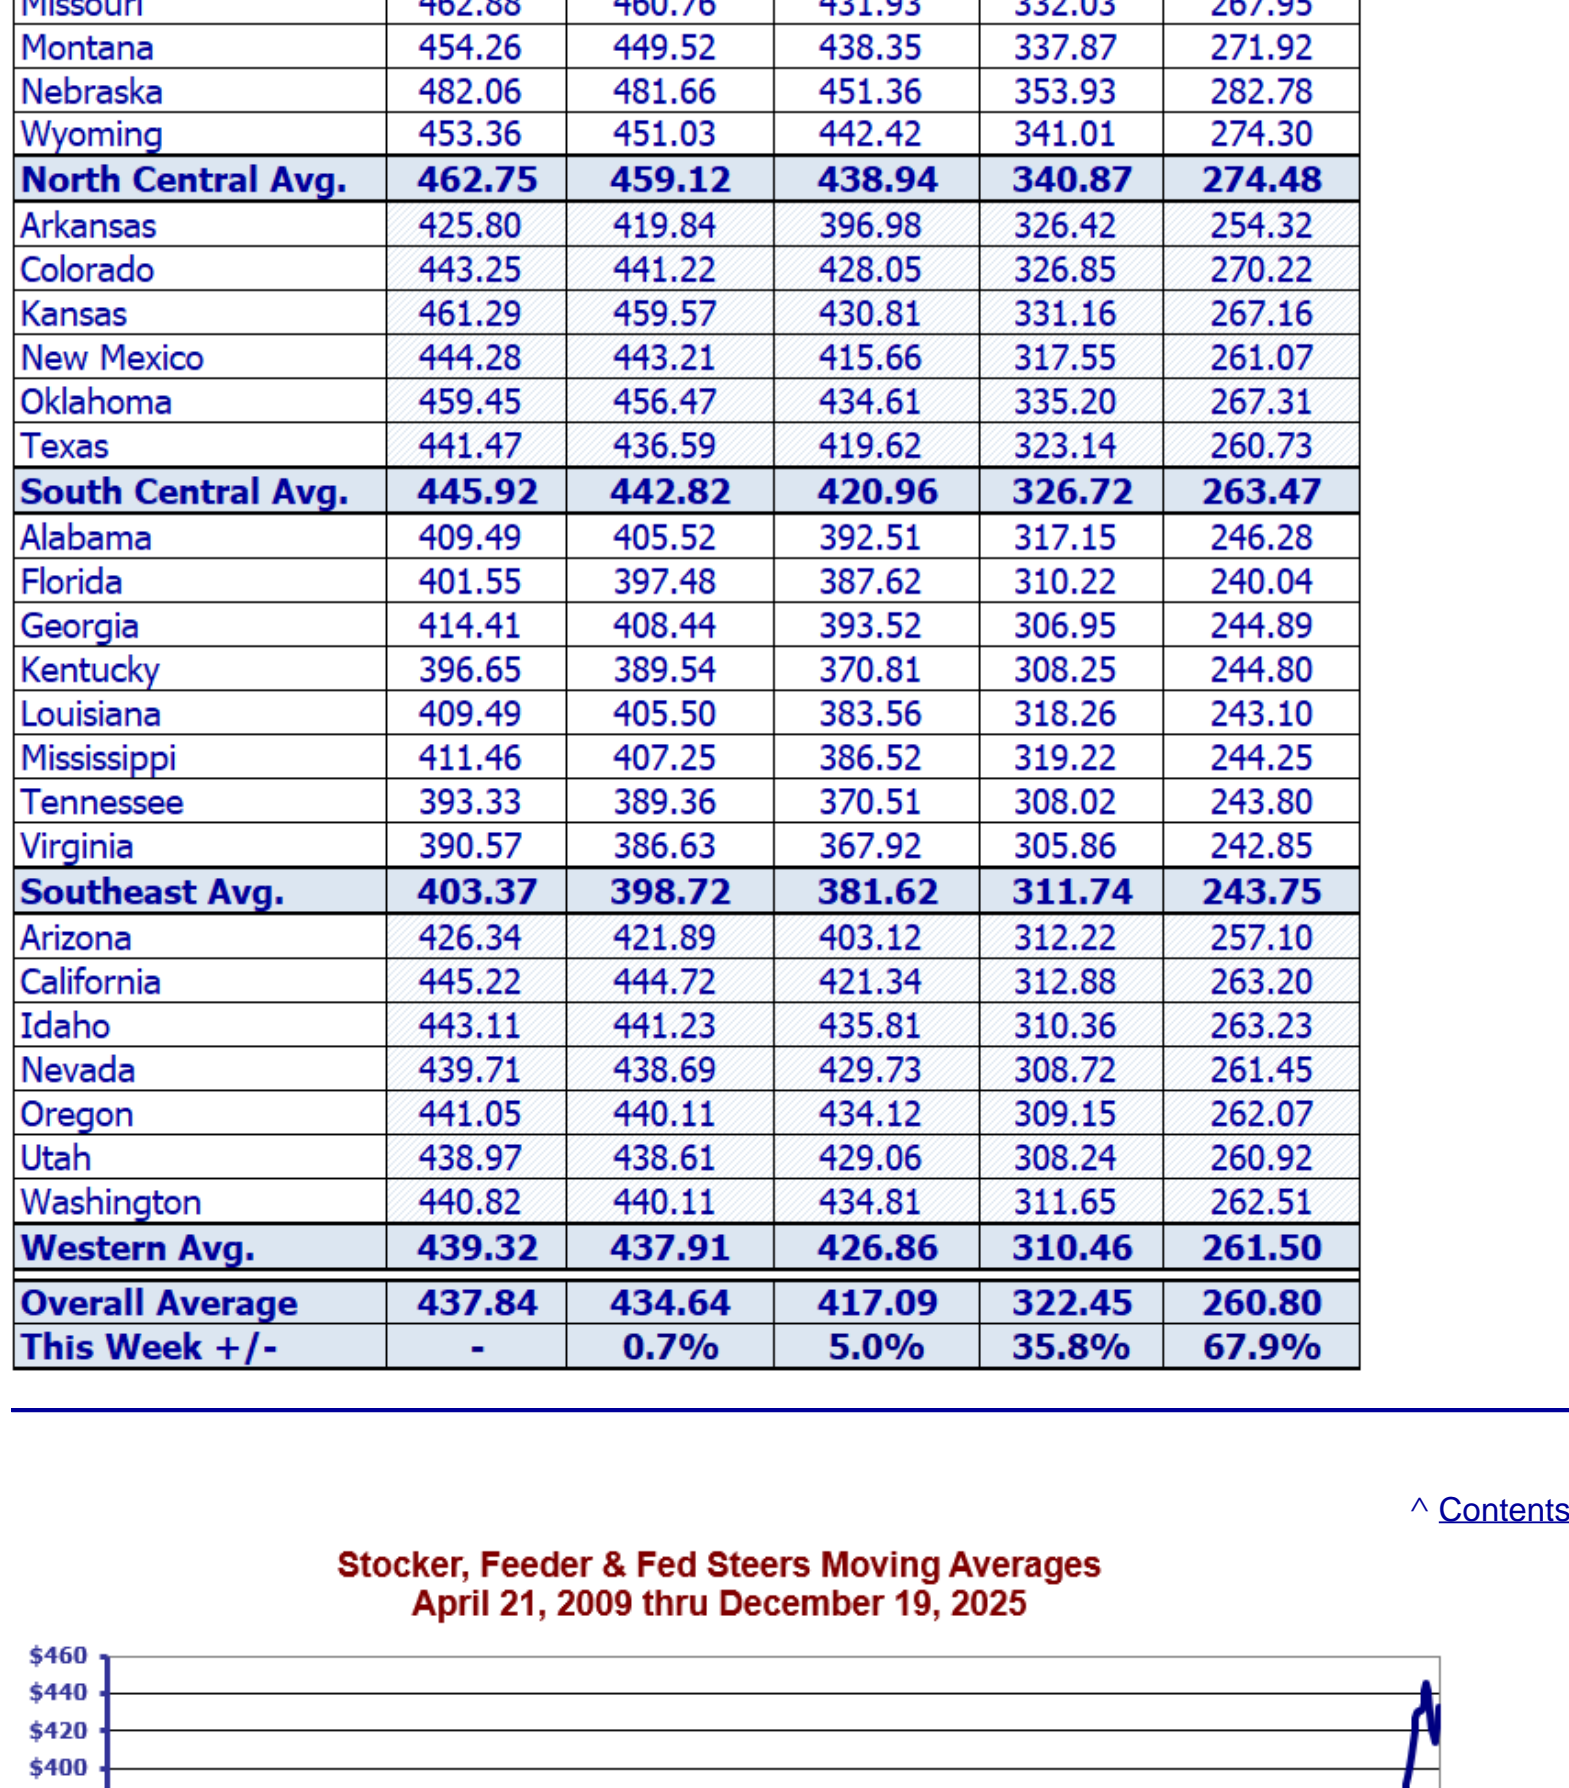 Missouri 462.88 460.76 431.93 332.03 267.95
Montana 454.26 449.52 438.35 337.87 271.92
Nebraska 482.06 481.66 451.36 353.93 282.78
Wyoming 453.36 451.03 442.42 341.01 274.30
North Central Avg. 462.75 459.12 438.94 340.87 274.48
Arkansas 425.80 419.84 396.98 326.42 254.32
Colorado 443.25 441.22 428.05 326.85 270.22
Kansas 461.29 459.57 430.81 331.16 267.16
New Mexico 444.28 443.21 415.66 317.55 261.07
Oklahoma 459.45 456.47 434.61 335.20 267.31
Texas 441.47 436.59 419.62 323.14 260.73
South Central Avg. 445.92 442.82 420.96 326.72 263.47
Alabama 409.49 405.52 392.51 317.15 246.28
Florida 401.55 397.48 387.62 310.22 240.04
Georgia 414.41 408.44 393.52 306.95 244.89
Kentucky 396.65 389.54 370.81 308.25 244.80
Louisiana 409.49 405.50 383.56 318.26 243.10
Mississippi 411.46 407.25 386.52 319.22 244.25
Tennessee 393.33 389.36 370.51 308.02 243.80
Virginia 390.57 386.63 367.92 305.86 242.85
Southeast Avg. 403.37 398.72 381.62 311.74 243.75
Arizona 426.34 421.89 403.12 312.22 257.10
California 445.22 444.72 421.34 312.88 263.20
Idaho 443.11 441.23 435.81 310.36 263.23
Nevada 439.71 438.69 429.73 308.72 261.45
Oregon 441.05 440.11 434.12 309.15 262.07
Utah 438.97 438.61 429.06 308.24 260.92
Washington 440.82 440.11 434.81 311.65 262.51
Western Avg. 439.32 437.91 426.86 310.46 261.50
Overall Average 437.84 434.64 417.09 322.45 260.80
This Week +/- - 0.7% 5.0% 35.8% 67.9%
^ Contents
Stocker, Feeder & Fed Steers Moving Averages
April 21, 2009 thru December 19, 2025
$460
$440
$420
$400